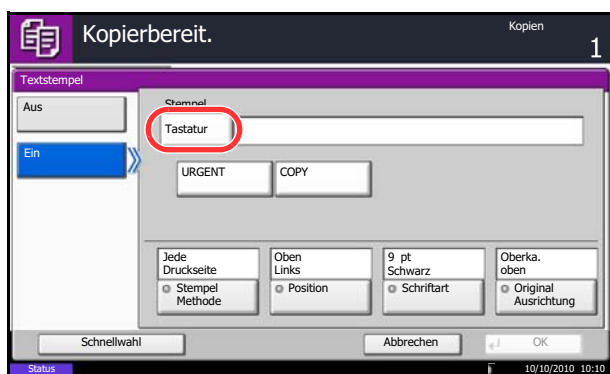 Kopierbereit.
Kopien
1
Textstempel
Aus
Ein
Stempel
Tastatur
URGENT
COPY
Jede
Druckseite
Stempel
Methode
Oben
Links
Position
9 pt
Schwarz
Schriftart
Oberka.
oben
Original
Ausrichtung
Schnellwahl
Abbrechen
OK
Status
10/10/2010 10:10